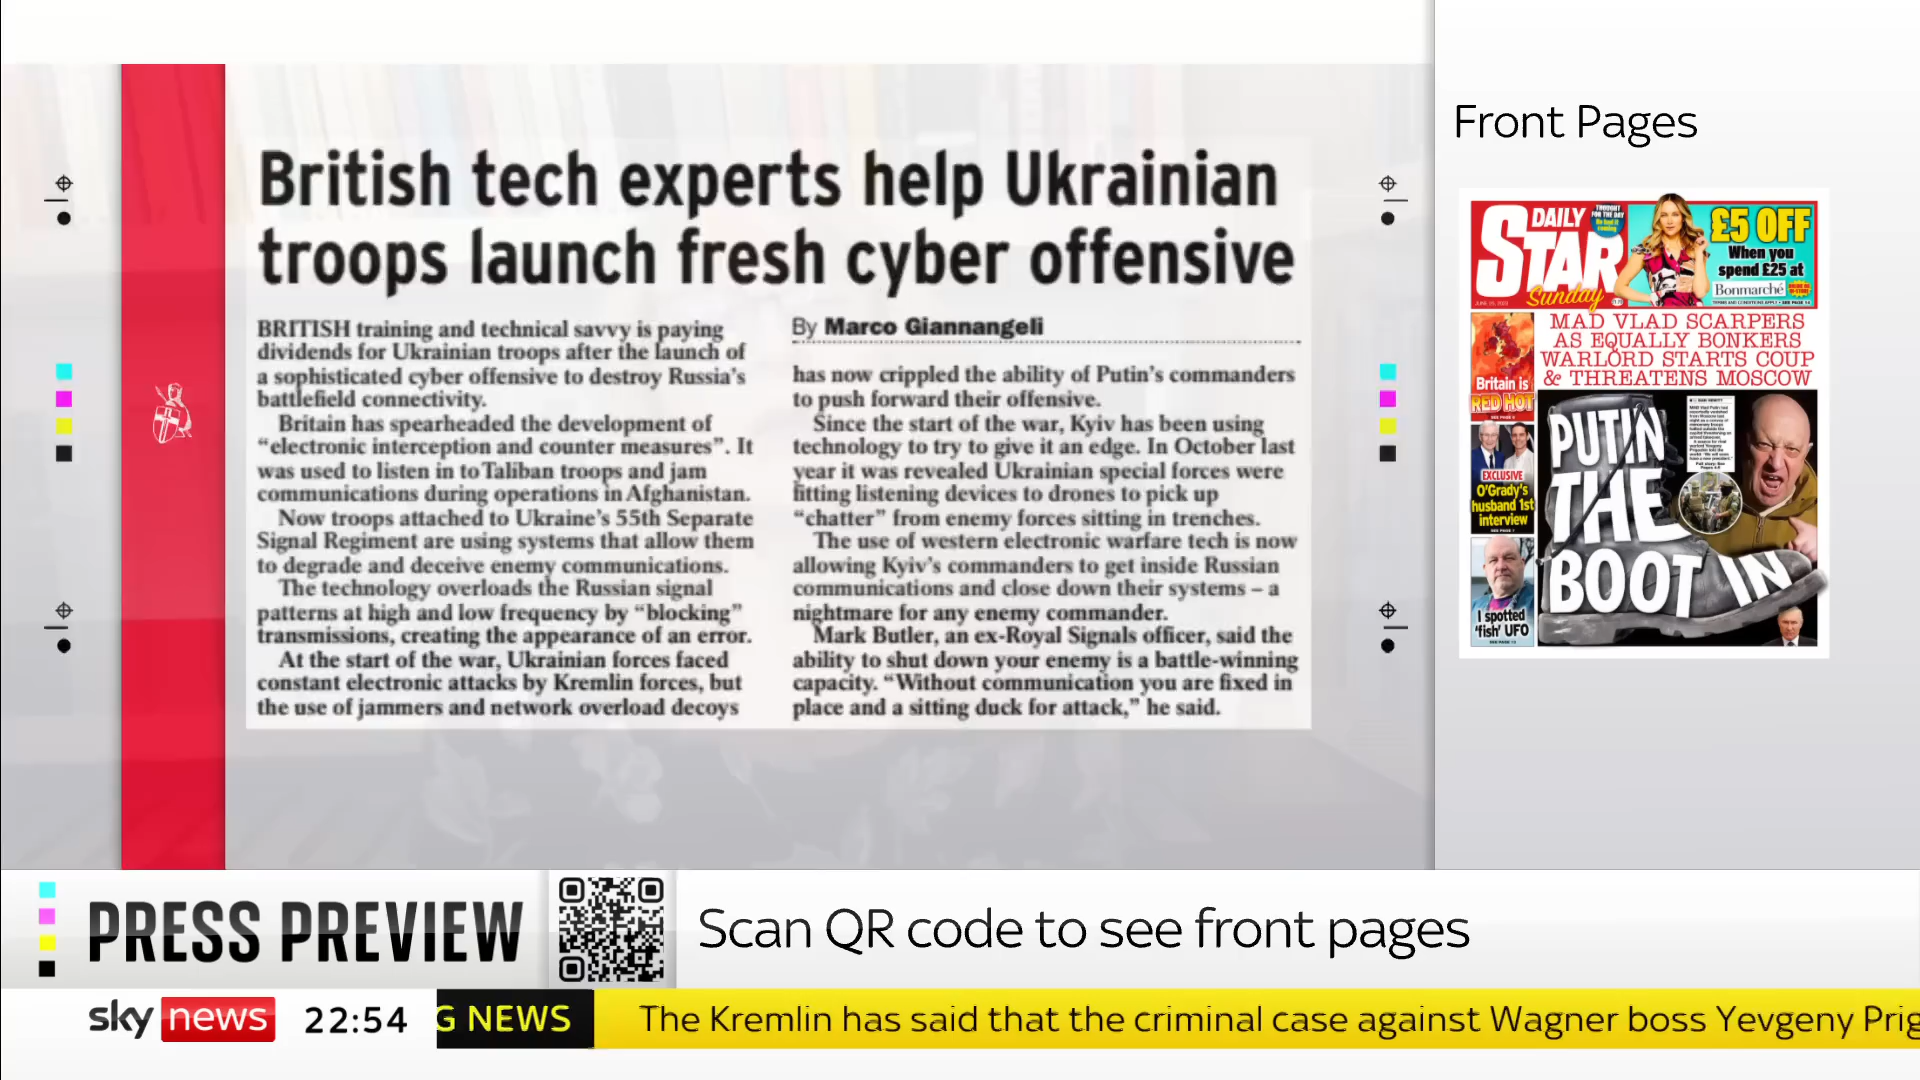 British tech experts help Ukrainian
troops launch fresh cyber offensive
BRITISH training and technical savvy is paying
dividends for Ukrainian troops after the launch of
a sophisticated cyber offensive to destroy Russia's
battlefield connectivity.
Britain has spearheaded the development of
“electronic interception and counter measures”. It
was used to listen in to Taliban troops and jam
communications during operations in Afghanistan.
Now troops attached to Ukraine's 55th Separate
Signal Regiment are using systems that allow them
to degrade and deceive enemy communications.
The technology overloads the Russian signal
patterns at high and low frequency by “blocking”
transmissions, creating the appearance of an error.
At the start of the war, Ukrainian forces faced
constant electronic attacks by Kremlin forces, but
the use of jammers and network overload decoys
By Marco Giannangeli
has now crippled the ability of Putin's commanders
to push forward their offensive.
Since the start of the war, Kyiv has been using
technology to try to give it an edge. In October last
year it was revealed Ukrainian special forces were
fitting listening devices to drones to pick up
“chatter” from enemy forces sitting in trenches.
The use of western electronic warfare tech is now
allowing Kyiv's commanders to get inside Russian
communications and close down their systems – a
nightmare for any enemy commander.
Mark Butler, an ex-Royal Signals officer, said the
ability to shut down your enemy is a battle-winning
capacity. “Without communication you are fixed in
place and a sitting duck for attack,” he said.
Front Pages
DAILY
STAR
Sunday
THOUGHT
FOR THE DAY
£5 OFF
When you
spend £25 at
Bonmarché
MAD VLAD SCARPERS
AS EQUALLY BONKERS
WARLORD STARTS COUP
& THREATENS MOSCOW
Britain is
RED HOT
EXCLUSIVE
O'Grady's
husband 1st
interview
I spotted
'fish' UFO
PUTIN
THE
BOOT IN
PRESS PREVIEW
Scan QR code to see front pages
sky news 22:54 G NEWS The Kremlin has said that the criminal case against Wagner boss Yevgeny Prig